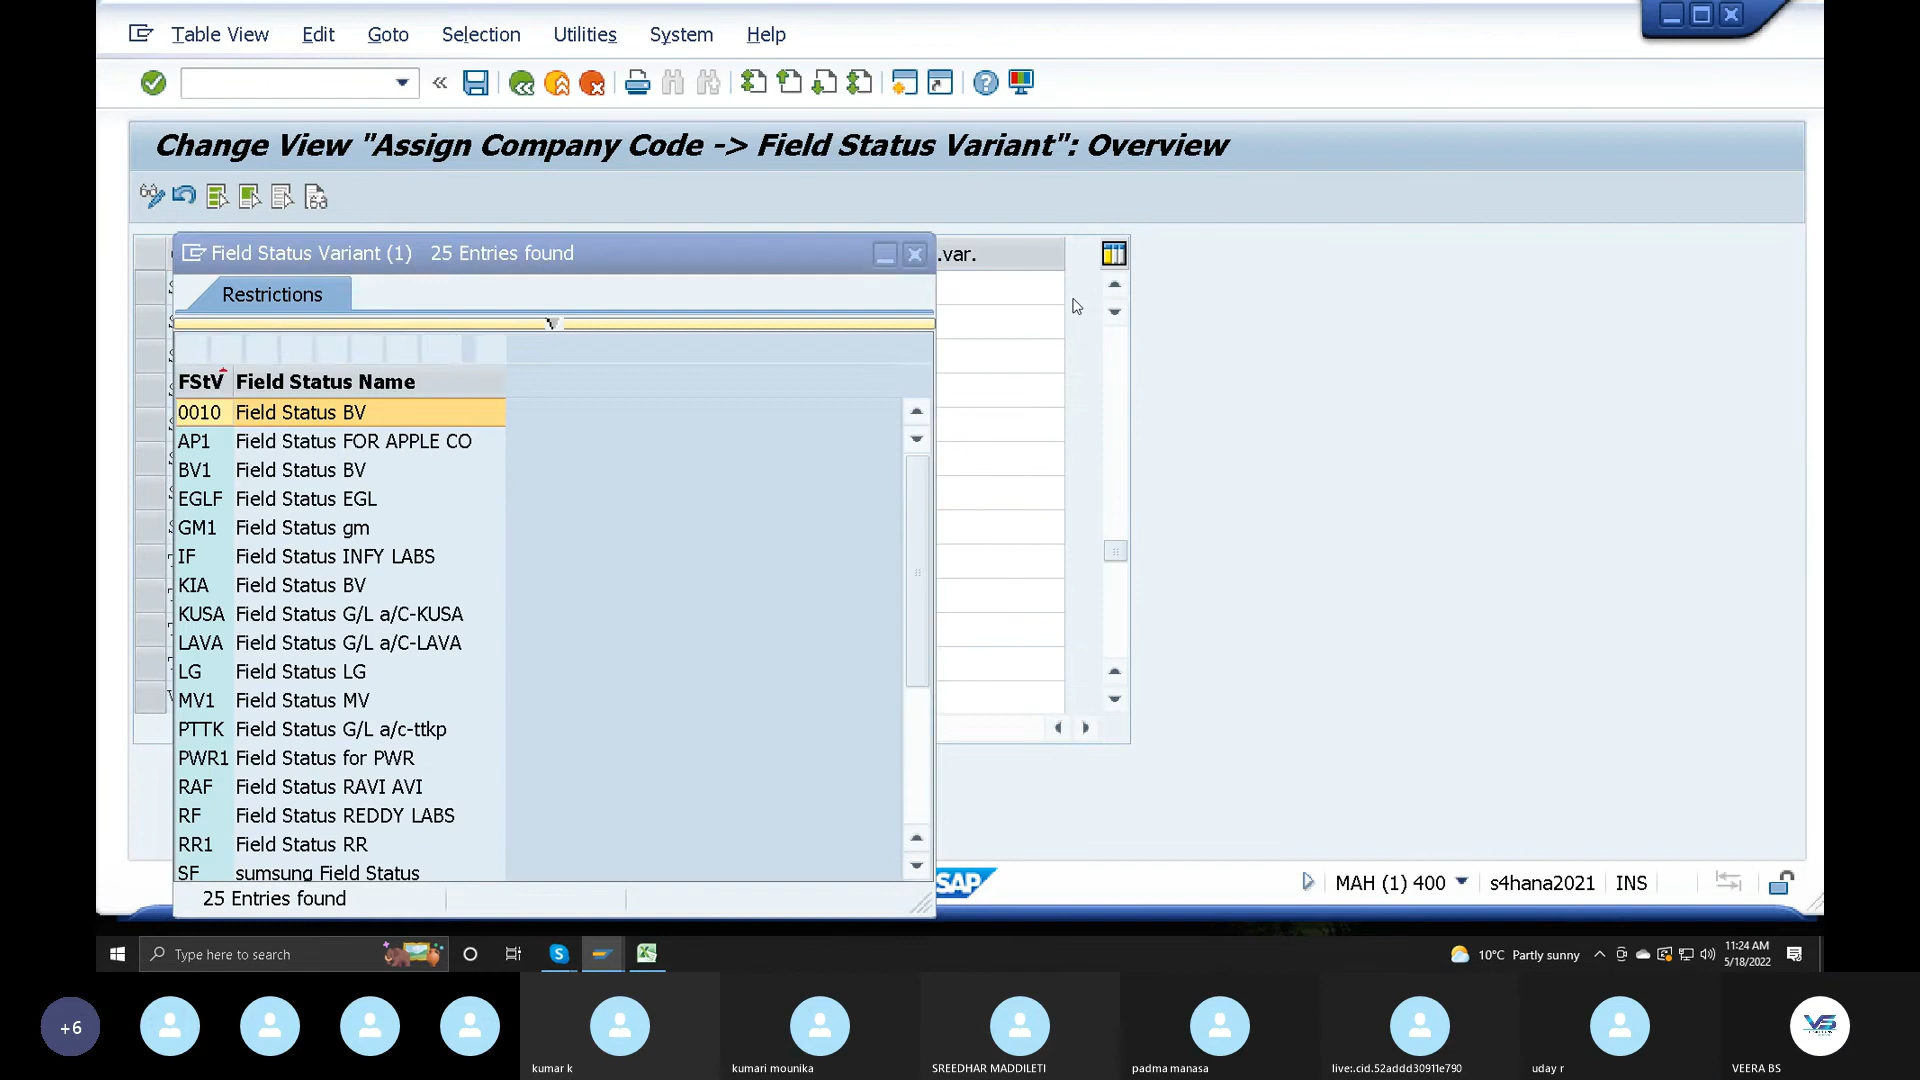 Table View Edit Goto Selection Utilities System Help
Change View "Assign Company Code -> Field Status Variant": Overview
Field Status Variant (1) 25 Entries found
.var.
Restrictions
FStV Field Status Name
0010 Field Status BV
AP1 Field Status FOR APPLE CO
BV1 Field Status BV
EGLF Field Status EGL
GM1 Field Status gm
IF Field Status INFY LABS
KIA Field Status BV
KUSA Field Status G/L a/C-KUSA
LAVA Field Status G/L a/C-LAVA
LG Field Status LG
MV1 Field Status MV
PTTK Field Status G/L a/c-ttkp
PWR1 Field Status for PWR
RAF Field Status RAVI AVI
RF Field Status REDDY LABS
RR1 Field Status RR
SF sumsung Field Status
25 Entries found
SAP MAH (1) 400 s4hana2021 INS
Type here to search 10°C Partly sunny 11:24 AM
5/18/2022
+6 VS
kumar k kumari mounika SREEDHAR MADDILETI padma manasa live:.cid.52addd30911e790 uday r VEERA BS